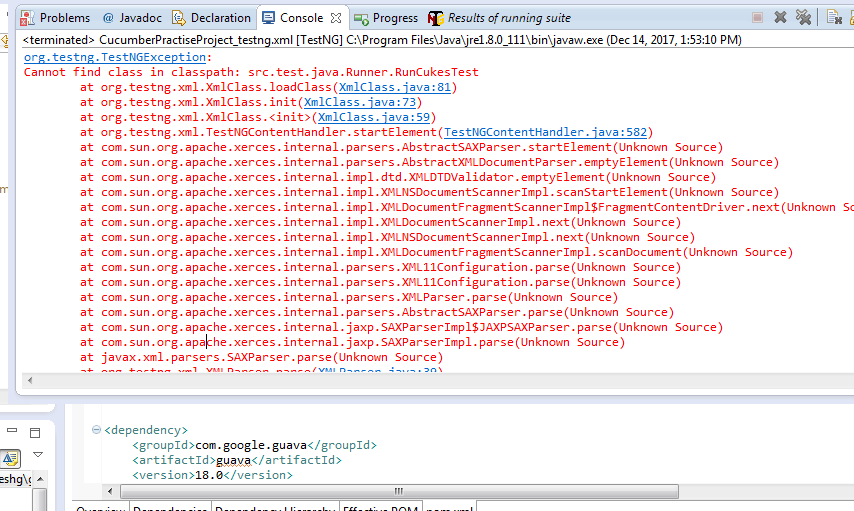 Problems @ Javadoc Declaration Console Progress Results of running suite
<terminated> CucumberPractiseProject_testng.xml [TestNG] C:\Program Files\Java\jre1.8.0_111\bin\javaw.exe (Dec 14, 2017, 1:53:10 PM)
org.testng.TestNGException:
Cannot find class in classpath: src.test.java.Runner.RunCukesTest
at org.testng.xml.XmlClass.loadClass(XmlClass.java:81)
at org.testng.xml.XmlClass.init(XmlClass.java:73)
at org.testng.xml.XmlClass.<init>(XmlClass.java:59)
at org.testng.xml.TestNGContentHandler.startElement(TestNGContentHandler.java:582)
at com.sun.org.apache.xerces.internal.parsers.AbstractSAXParser.startElement(Unknown Source)
at com.sun.org.apache.xerces.internal.parsers.AbstractXMLDocumentParser.emptyElement(Unknown Source)
at com.sun.org.apache.xerces.internal.impl.dtd.XMLDTDValidator.emptyElement(Unknown Source)
at com.sun.org.apache.xerces.internal.impl.XMLNSDocumentScannerImpl.scanStartElement(Unknown Source)
at com.sun.org.apache.xerces.internal.impl.XMLDocumentFragmentScannerImpl$FragmentContentDriver.next(Unknown So
at com.sun.org.apache.xerces.internal.impl.XMLDocumentScannerImpl.next(Unknown Source)
at com.sun.org.apache.xerces.internal.impl.XMLNSDocumentScannerImpl.next(Unknown Source)
at com.sun.org.apache.xerces.internal.impl.XMLDocumentFragmentScannerImpl.scanDocument(Unknown Source)
at com.sun.org.apache.xerces.internal.parsers.XML11Configuration.parse(Unknown Source)
at com.sun.org.apache.xerces.internal.parsers.XML11Configuration.parse(Unknown Source)
at com.sun.org.apache.xerces.internal.parsers.XMLParser.parse(Unknown Source)
at com.sun.org.apache.xerces.internal.parsers.AbstractSAXParser.parse(Unknown Source)
at com.sun.org.apache.xerces.internal.jaxp.SAXParserImpl$JAXPSAXParser.parse(Unknown Source)
at com.sun.org.apache.xerces.internal.jaxp.SAXParserImpl.parse(Unknown Source)
at javax.xml.parsers.SAXParser.parse(Unknown Source)
at org.testng.xml.XMLParser.parse(XMLParser.java:39)
<dependency>
<groupId>com.google.guava</groupId>
<artifactId>guava</artifactId>
<version>18.0</version>
eshg\g
Overview Dependencies Dependency Hierarchy Effective POM pom.xml